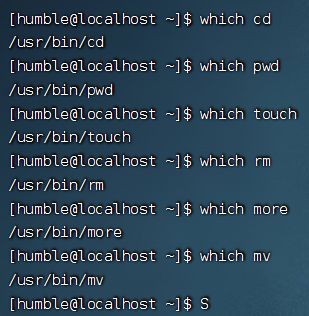 [humble@localhost ~]$ which cd
/usr/bin/cd
[humble@localhost ~]$ which pwd
/usr/bin/pwd
[humble@localhost ~]$ which touch
/usr/bin/touch
[humble@localhost ~]$ which rm
/usr/bin/rm
[humble@localhost ~]$ which more
/usr/bin/more
[humble@localhost ~]$ which mv
/usr/bin/mv
[humble@localhost ~]$ S